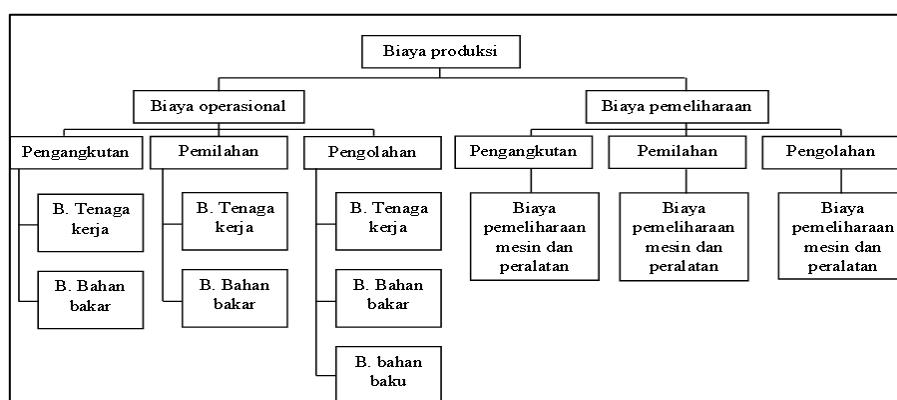 Biaya produksi
Biaya operasional
Biaya pemeliharaan
Pengangkutan
Pemilahan
Pengolahan
Pengangkutan
Pemilahan
Pengolahan
B. Tenaga
kerja
B. Tenaga
kerja
B. Tenaga
kerja
Biaya
pemeliharaan
mesin dan
peralatan
Biaya
pemeliharaan
mesin dan
peralatan
Biaya
pemeliharaan
mesin dan
peralatan
B. Bahan
bakar
B. Bahan
bakar
B. Bahan
bakar
B. bahan
baku